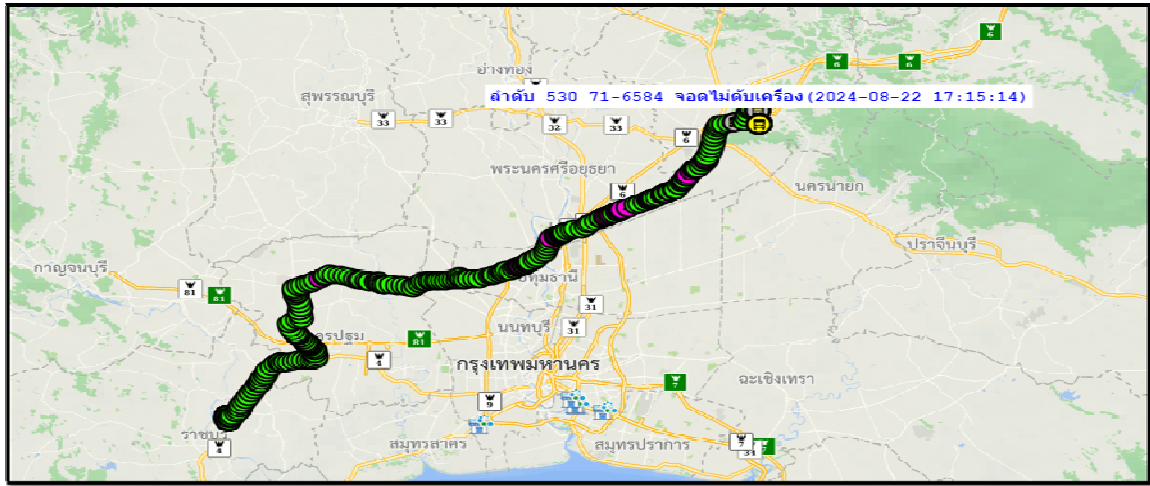 6
6
6
อ่างทอง
สุพรรณบุรี
ลำดับ 530 71-6584 จอดไม่ดับเครื่อง(2024-08-22 17:15:14)
33
33
32
33
6
พระนครศรีอยุธยา
6
นครนายก
ปราจีนบุรี
กาญจนบุรี
81
81
31
นนทบุรี
31
81
4
กรุงเทพมหานคร
ฉะเชิงเทรา
7
9
ราชบุรี
4
สมุทรสาคร
สมุทรปราการ
7
7